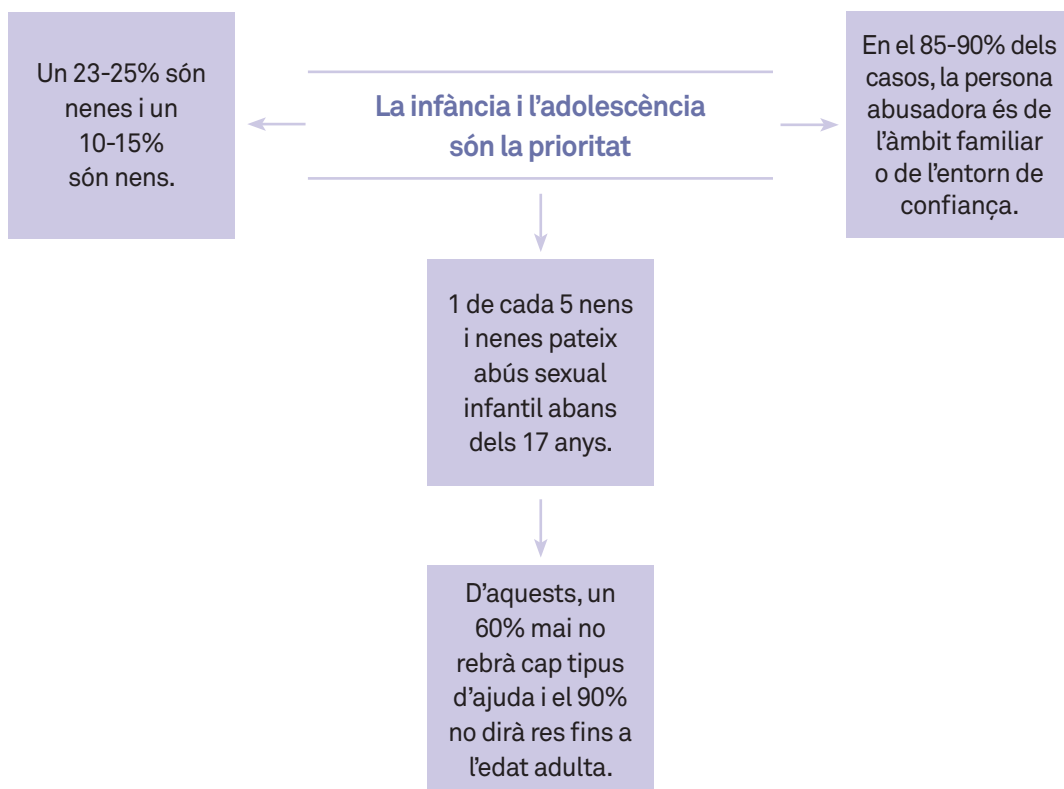 Un 23-25% són
nenes i un
10-15%
són nens.
La infància i l’adolescència
són la prioritat
En el 85-90% dels
casos, la persona
abusadora és de
l’àmbit familiar
o de l’entorn de
confiança.
1 de cada 5 nens
i nenes pateix
abús sexual
infantil abans
dels 17 anys.
D’aquests, un
60% mai no
rebrà cap tipus
d’ajuda i el 90%
no dirà res fins a
l’edat adulta.